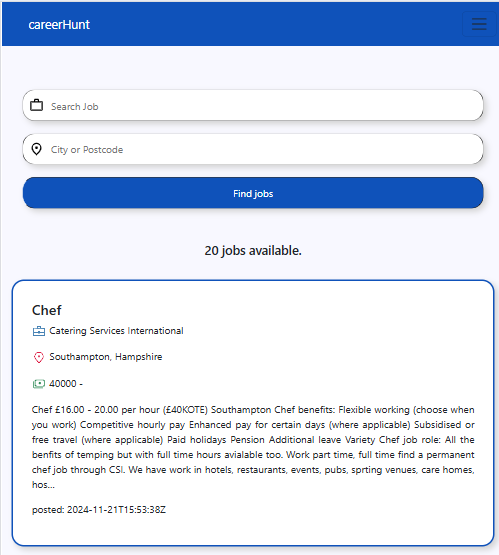 careerHunt
Search Job
City or Postcode
Find jobs
20 jobs available.
Chef
Catering Services International
Southampton, Hampshire
40000 -
Chef £16.00 - 20.00 per hour (£40KOTE) Southampton Chef benefits: Flexible working (choose when
you work) Competitive hourly pay Enhanced pay for certain days (where applicable) Subsidised or
free travel (where applicable) Paid holidays Pension Additional leave Variety Chef job role: All the
benfits of temping but with full time hours avialable too. Work part time, full time find a permanent
chef job through CSI. We have work in hotels, restaurants, events, pubs, sprting venues, care homes,
hos...
posted: 2024-11-21T15:53:38Z